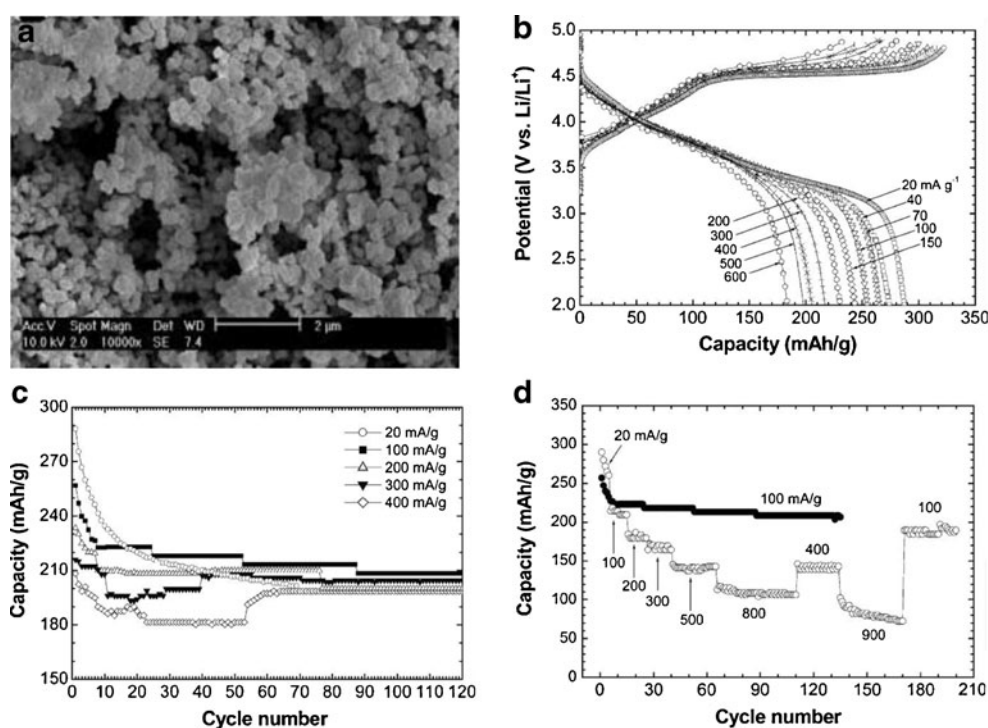 a
Acc.V Spot Magn Det WD 2 μm
10.0 kV 2.0 10000x SE 7.4
b
Potential (V vs. Li/Li⁺)
5.0
4.5
4.0
3.5
3.0
2.5
2.0
20 mA g⁻¹
40
70
100
150
200
300
400
500
600
0 50 100 150 200 250 300 350
Capacity (mAh/g)
c
Capacity (mAh/g)
300
270
240
210
180
150
20 mA/g
100 mA/g
200 mA/g
300 mA/g
400 mA/g
0 10 20 30 40 50 60 70 80 90 100 110 120
Cycle number
d
Capacity (mAh/g)
350
300
250
200
150
100
50
0
20 mA/g
100 mA/g
100
200
300
500
800
400
900
100
0 30 60 90 120 150 180 210
Cycle number